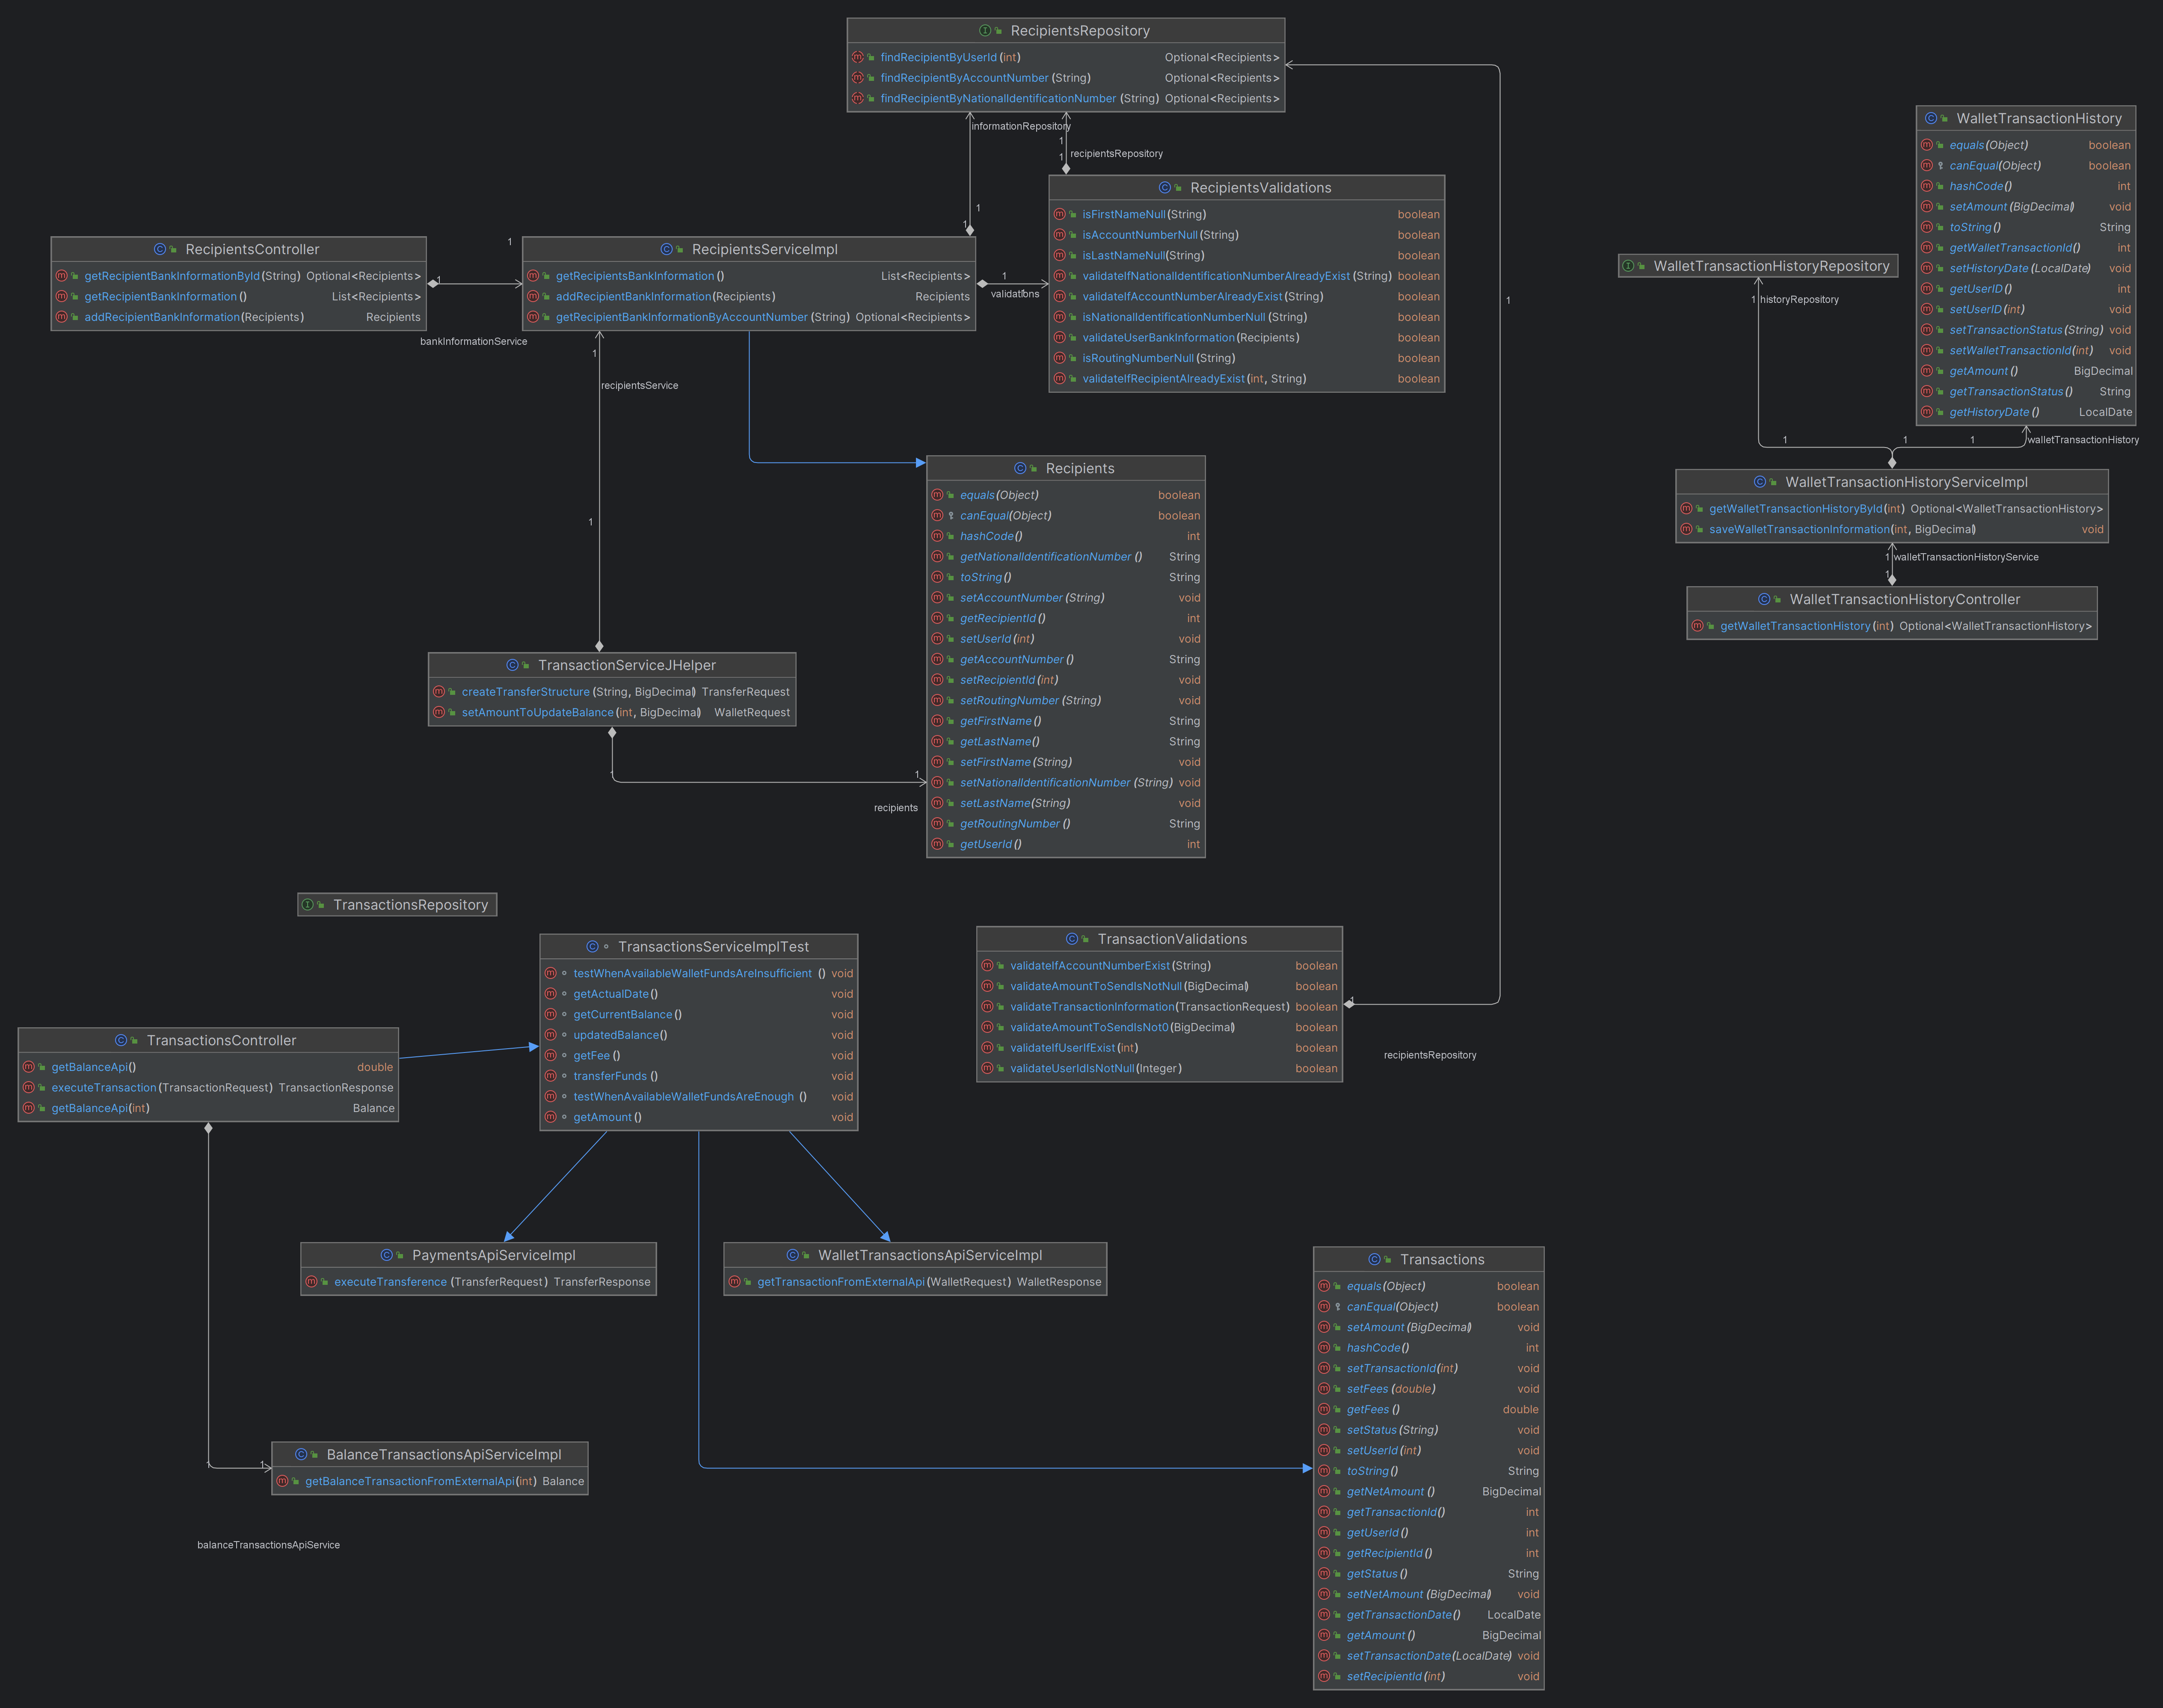 RecipientsRepository
findRecipientByUserId(int) Optional<Recipients>
findRecipientByAccountNumber(String) Optional<Recipients>
findRecipientByNationalIdentificationNumber(String) Optional<Recipients>
informationRepository
1
1
recipientsRepository
1
1
RecipientsValidations
isFirstNameNull(String) boolean
isAccountNumberNull(String) boolean
isLastNameNull(String) boolean
validateIfNationalIdentificationNumberAlreadyExist(String) boolean
validateIfAccountNumberAlreadyExist(String) boolean
isNationalIdentificationNumberNull(String) boolean
validateUserBankInformation(Recipients) boolean
isRoutingNumberNull(String) boolean
validateIfRecipientAlreadyExist(int, String) boolean
RecipientsController
getRecipientBankInformationById(String) Optional<Recipients>
getRecipientBankInformation() List<Recipients>
addRecipientBankInformation(Recipients) Recipients
1
1
bankInformationService
RecipientsServiceImpl
getRecipientsBankInformation() List<Recipients>
addRecipientBankInformation(Recipients) Recipients
getRecipientBankInformationByAccountNumber(String) Optional<Recipients>
1
validations
1
recipientsService
1
1
TransactionServiceJHelper
createTransferStructure(String, BigDecimal) TransferRequest
setAmountToUpdateBalance(int, BigDecimal) WalletRequest
1
1
recipients
Recipients
equals(Object) boolean
canEqual(Object) boolean
hashCode() int
getNationalIdentificationNumber() String
toString() String
setAccountNumber(String) void
getRecipientId() int
setUserId(int) void
getAccountNumber() String
setRecipientId(int) void
setRoutingNumber(String) void
getFirstName() String
getLastName() String
setFirstName(String) void
setNationalIdentificationNumber(String) void
setLastName(String) void
getRoutingNumber() String
getUserId() int
WalletTransactionHistory
equals(Object) boolean
canEqual(Object) boolean
hashCode() int
setAmount(BigDecimal) void
toString() String
getWalletTransactionId() int
setHistoryDate(LocalDate) void
getUserID() int
setUserID(int) void
setTransactionStatus(String) void
setWalletTransactionId(int) void
getAmount() BigDecimal
getTransactionStatus() String
getHistoryDate() LocalDate
WalletTransactionHistoryRepository
1 historyRepository
1
1
1
walletTransactionHistory
WalletTransactionHistoryServiceImpl
getWalletTransactionHistoryById(int) Optional<WalletTransactionHistory>
saveWalletTransactionInformation(int, BigDecimal) void
1 walletTransactionHistoryService
1
WalletTransactionHistoryController
getWalletTransactionHistory(int) Optional<WalletTransactionHistory>
TransactionsRepository
TransactionsServiceImplTest
testWhenAvailableWalletFundsAreInsufficient() void
getActualDate() void
getCurrentBalance() void
updatedBalance() void
getFee() void
transferFunds() void
testWhenAvailableWalletFundsAreEnough() void
getAmount() void
TransactionValidations
validateIfAccountNumberExist(String) boolean
validateAmountToSendIsNotNull(BigDecimal) boolean
validateTransactionInformation(TransactionRequest) boolean
validateAmountToSendIsNot0(BigDecimal) boolean
validateIfUserIfExist(int) boolean
validateUserIdIsNotNull(Integer) boolean
1
1
recipientsRepository
TransactionsController
getBalanceApi() double
executeTransaction(TransactionRequest) TransactionResponse
getBalanceApi(int) Balance
PaymentsApiServiceImpl
executeTransference(TransferRequest) TransferResponse
WalletTransactionsApiServiceImpl
getTransactionFromExternalApi(WalletRequest) WalletResponse
1
1
BalanceTransactionsApiServiceImpl
getBalanceTransactionFromExternalApi(int) Balance
balanceTransactionsApiService
Transactions
equals(Object) boolean
canEqual(Object) boolean
setAmount(BigDecimal) void
hashCode() int
setTransactionId(int) void
setFees(double) void
getFees() double
setStatus(String) void
setUserId(int) void
toString() String
getNetAmount() BigDecimal
getTransactionId() int
getUserId() int
getRecipientId() int
getStatus() String
setNetAmount(BigDecimal) void
getTransactionDate() LocalDate
getAmount() BigDecimal
setTransactionDate(LocalDate) void
setRecipientId(int) void